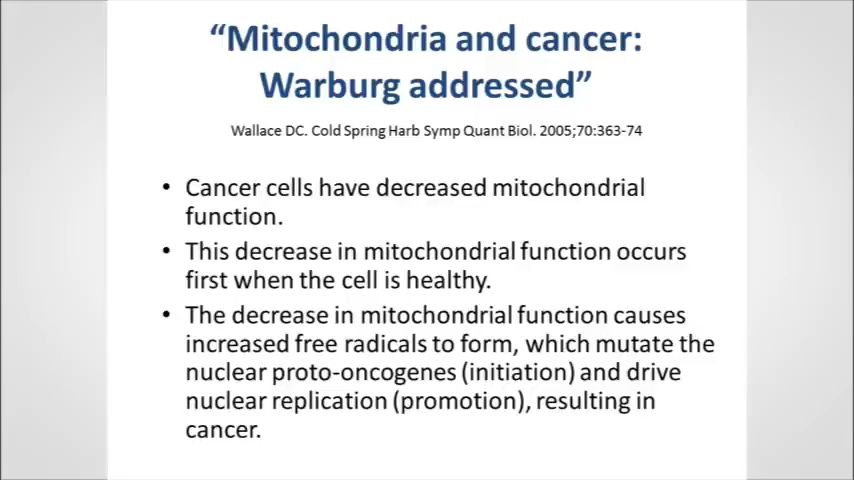 “Mitochondria and cancer:
Warburg addressed”
Wallace DC. Cold Spring Harb Symp Quant Biol. 2005;70:363-74
• Cancer cells have decreased mitochondrial
function.
• This decrease in mitochondrial function occurs
first when the cell is healthy.
• The decrease in mitochondrial function causes
increased free radicals to form, which mutate the
nuclear proto-oncogenes (initiation) and drive
nuclear replication (promotion), resulting in
cancer.